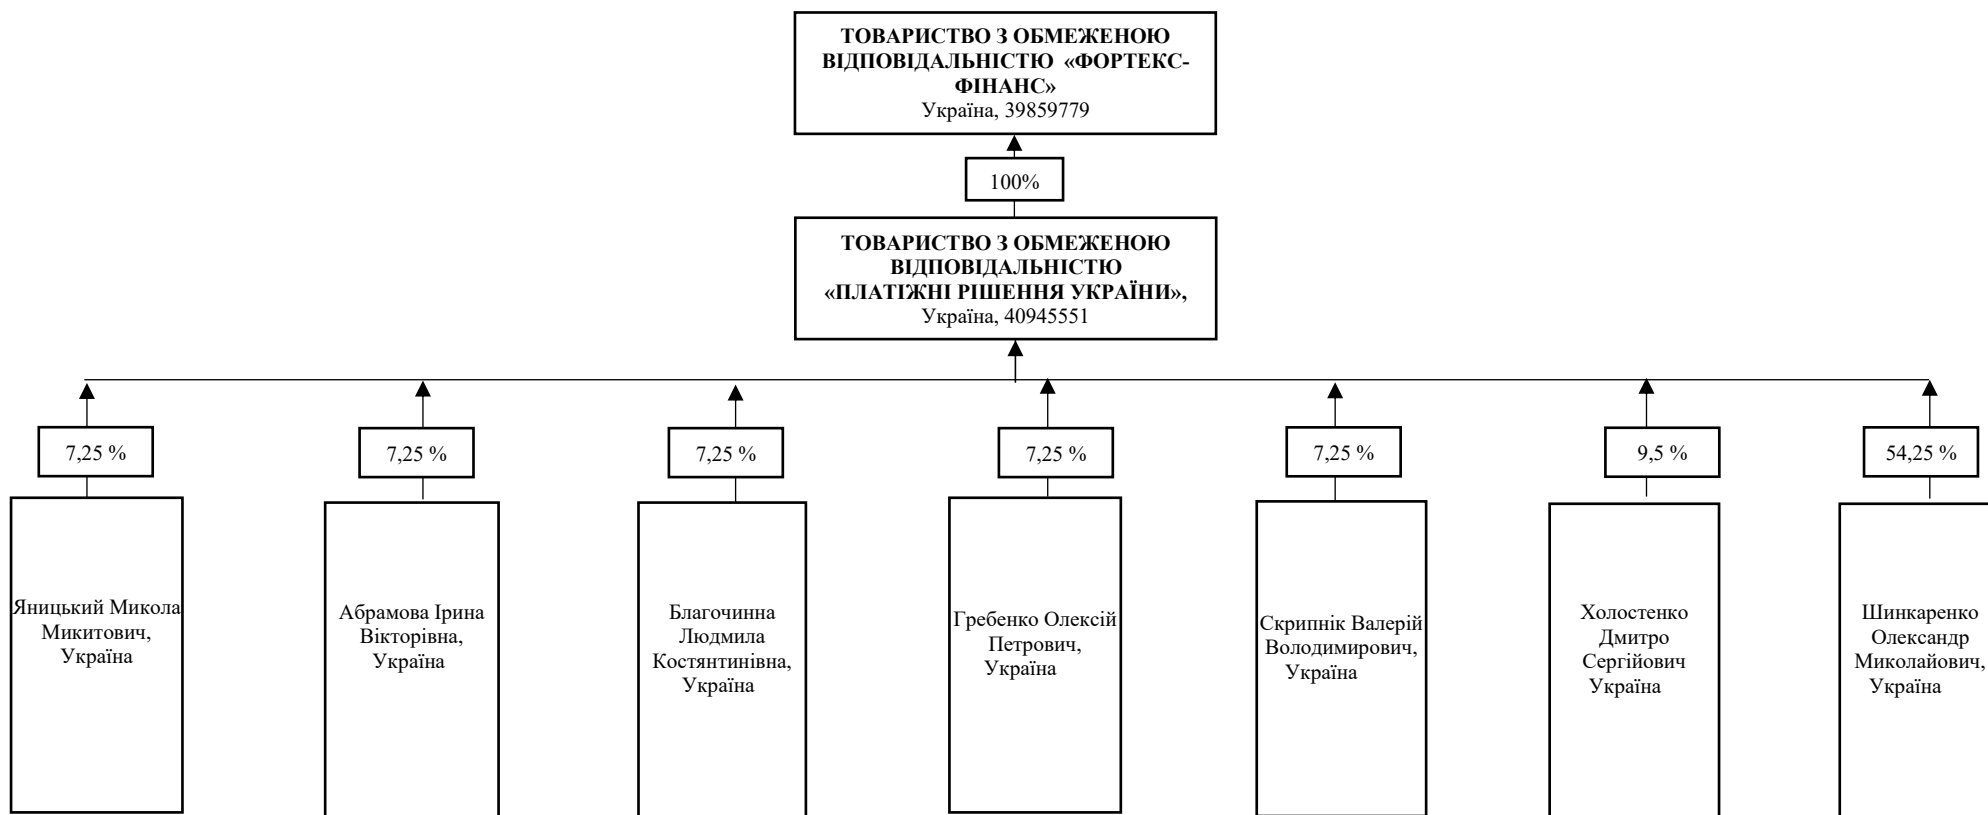 ТОВАРИСТВО З ОБМЕЖЕНОЮ
ВІДПОВІДАЛЬНІСТЮ «ФОРТЕКС-
ФІНАНС»
Україна, 39859779
100%
ТОВАРИСТВО З ОБМЕЖЕНОЮ
ВІДПОВІДАЛЬНІСТЮ
«ПЛАТІЖНІ РІШЕННЯ УКРАЇНИ»,
Україна, 40945551
7,25 %
7,25 %
7,25 %
7,25 %
7,25 %
9,5 %
54,25 %
Яницький Микола
Микитович,
Україна
Абрамова Ірина
Вікторівна,
Україна
Благочинна
Людмила
Костянтинівна,
Україна
Гребенко Олексій
Петрович,
Україна
Скрипнік Валерій
Володимирович,
Україна
Холостенко
Дмитро
Сергійович
Україна
Шинкаренко
Олександр
Миколайович,
Україна